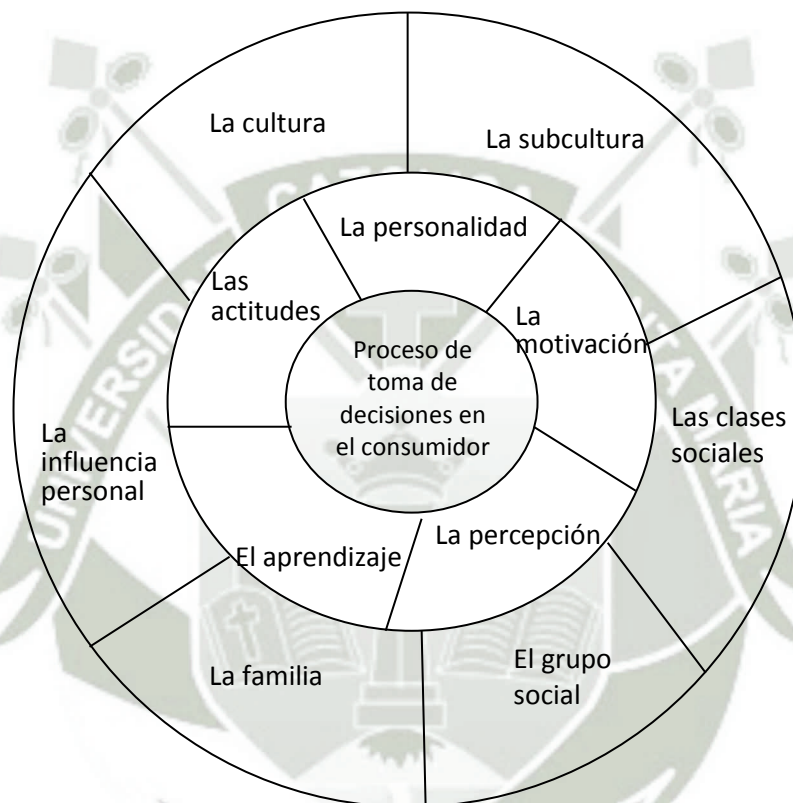 La cultura
La subcultura
La personalidad
Las
actitudes
La
motivación
Proceso de
toma de
decisiones en
el consumidor
Las clases
sociales
La
influencia
personal
La percepción
El aprendizaje
El grupo
social
La familia